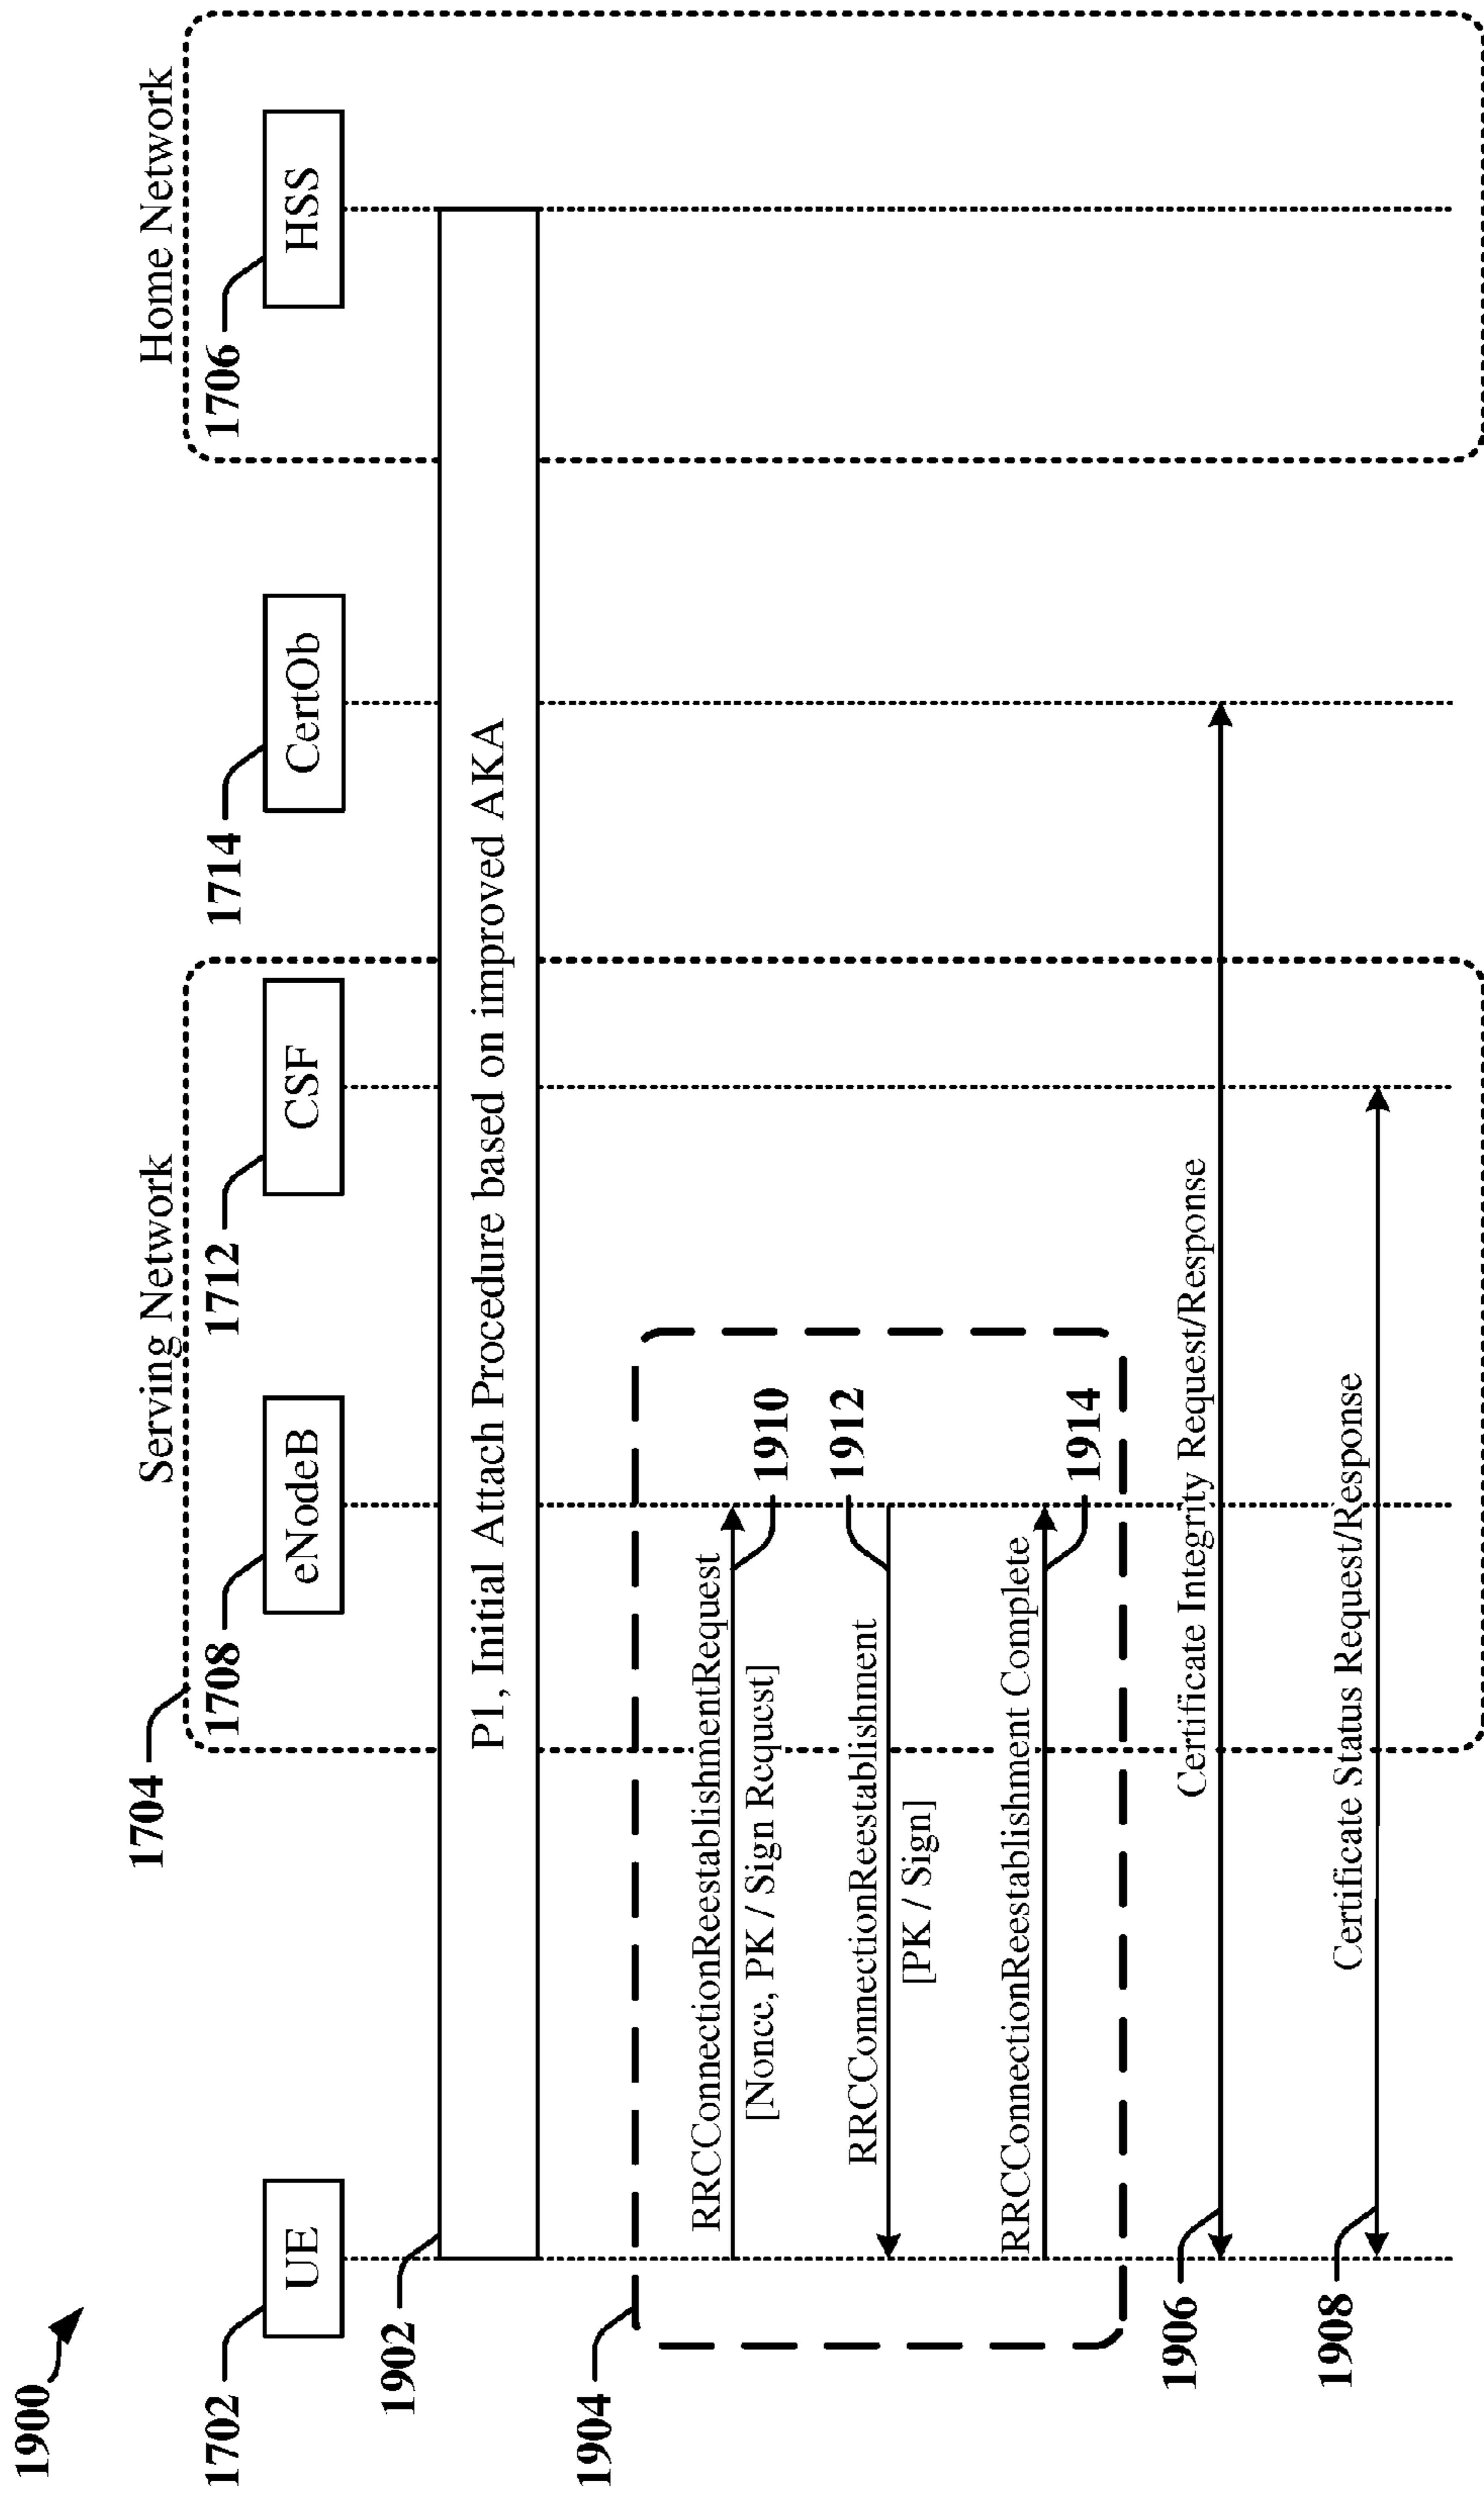 1900
1704
Serving Network
Home Network
1702
1708
1712
1714
1706
UE
eNodeB
CSF
CertOb
HSS
1902
P1, Initial Attach Procedure based on improved AKA
1904
RRCConnectionReestablishmentRequest
[Nonce, PK / Sign Request]
1910
RRCConnectionReestablishment
[PK / Sign]
1912
RRCConnectionReestablishment Complete
1914
1906
Certificate Integrity Request/Response
1908
Certificate Status Request/Response